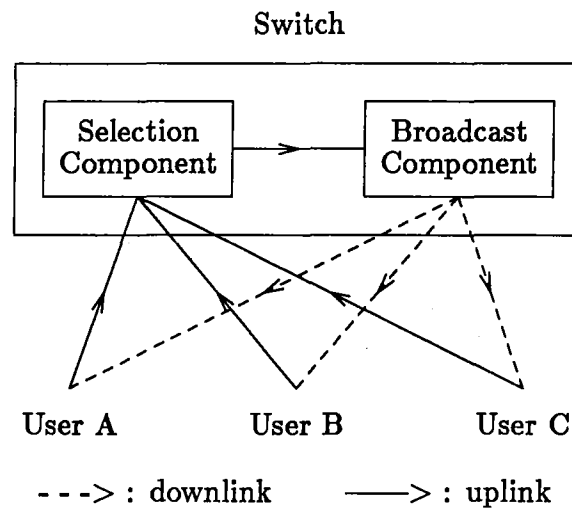 Switch
Selection
Component
Broadcast
Component
User A
User B
User C
: downlink
: uplink